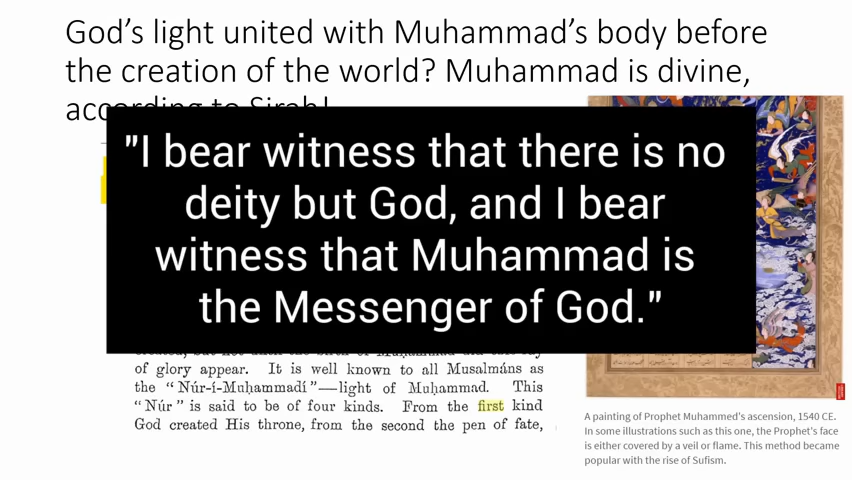 God’s light united with Muhammad’s body before
the creation of the world? Muhammad is divine,
according to Sirah!
"I bear witness that there is no
deity but God, and I bear
witness that Muhammad is
the Messenger of God."
of glory appear. It is well known to all Musalmáns as
the “Núr-í-Muḥammadí”—light of Muḥammad. This
“Núr” is said to be of four kinds. From the first kind
God created His throne, from the second the pen of fate,
A painting of Prophet Muhammed's ascension, 1540 CE.
In some illustrations such as this one, the Prophet's face
is either covered by a veil or flame. This method became
popular with the rise of Sufism.